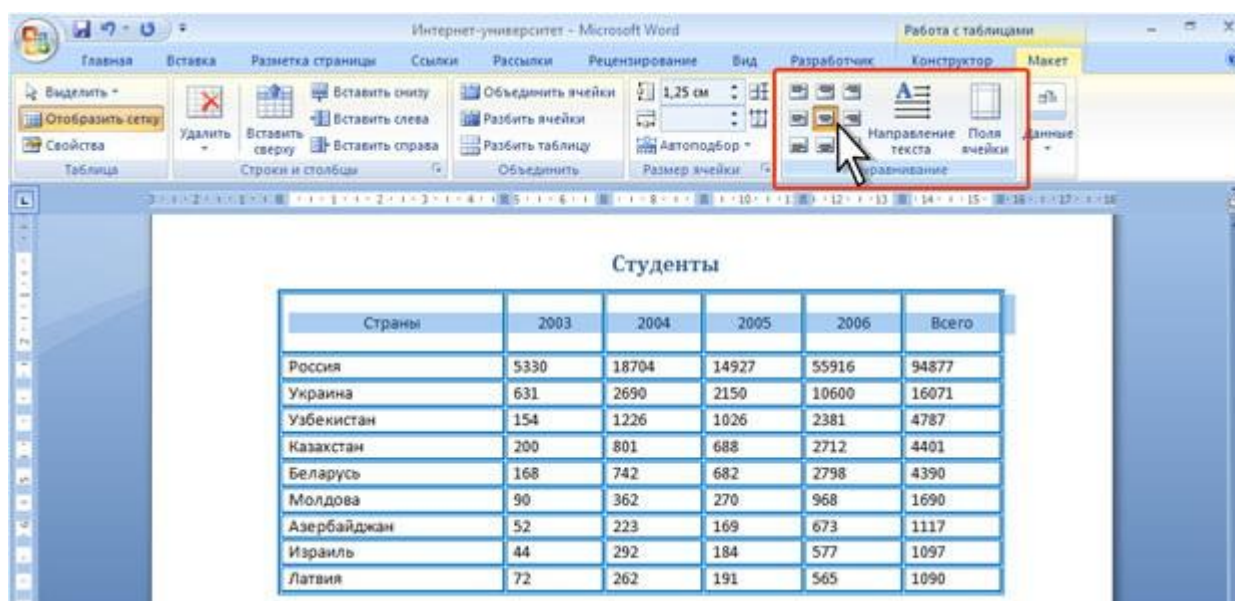 Интернет-университет - Microsoft Word Работа с таблицами
Главная Вставка Разметка страницы Ссылки Рассылки Рецензирование Вид Разработчик Конструктор Макет
Выделить Вставить снизу Объединить ячейки 1,25 см
Отобразить сетку Удалить Вставить сверху Вставить слева Разбить ячейки Направление текста Поля ячейки Данные
Свойства Вставить справа Разбить таблицу Автоподбор
Таблица Строки и столбцы Объединить Размер ячейки
Студенты
Страны 2003 2004 2005 2006 Всего
Россия 5330 18704 14927 55916 94877
Украина 631 2690 2150 10600 16071
Узбекистан 154 1226 1026 2381 4787
Казахстан 200 801 688 2712 4401
Беларусь 168 742 682 2798 4390
Молдова 90 362 270 968 1690
Азербайджан 52 223 169 673 1117
Израиль 44 292 184 577 1097
Латвия 72 262 191 565 1090